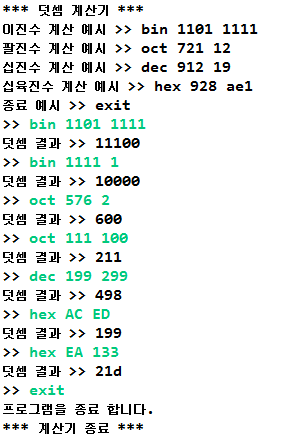 *** 덧셈 계산기 ***
이진수 계산 예시 >> bin 1101 1111
팔진수 계산 예시 >> oct 721 12
십진수 계산 예시 >> dec 912 19
십육진수 계산 예시 >> hex 928 ae1
종료 예시 >> exit
>> bin 1101 1111
덧셈 결과 >> 11100
>> bin 1111 1
덧셈 결과 >> 10000
>> oct 576 2
덧셈 결과 >> 600
>> oct 111 100
덧셈 결과 >> 211
>> dec 199 299
덧셈 결과 >> 498
>> hex AC ED
덧셈 결과 >> 199
>> hex EA 133
덧셈 결과 >> 21d
>> exit
프로그램을 종료 합니다.
*** 계산기 종료 ***